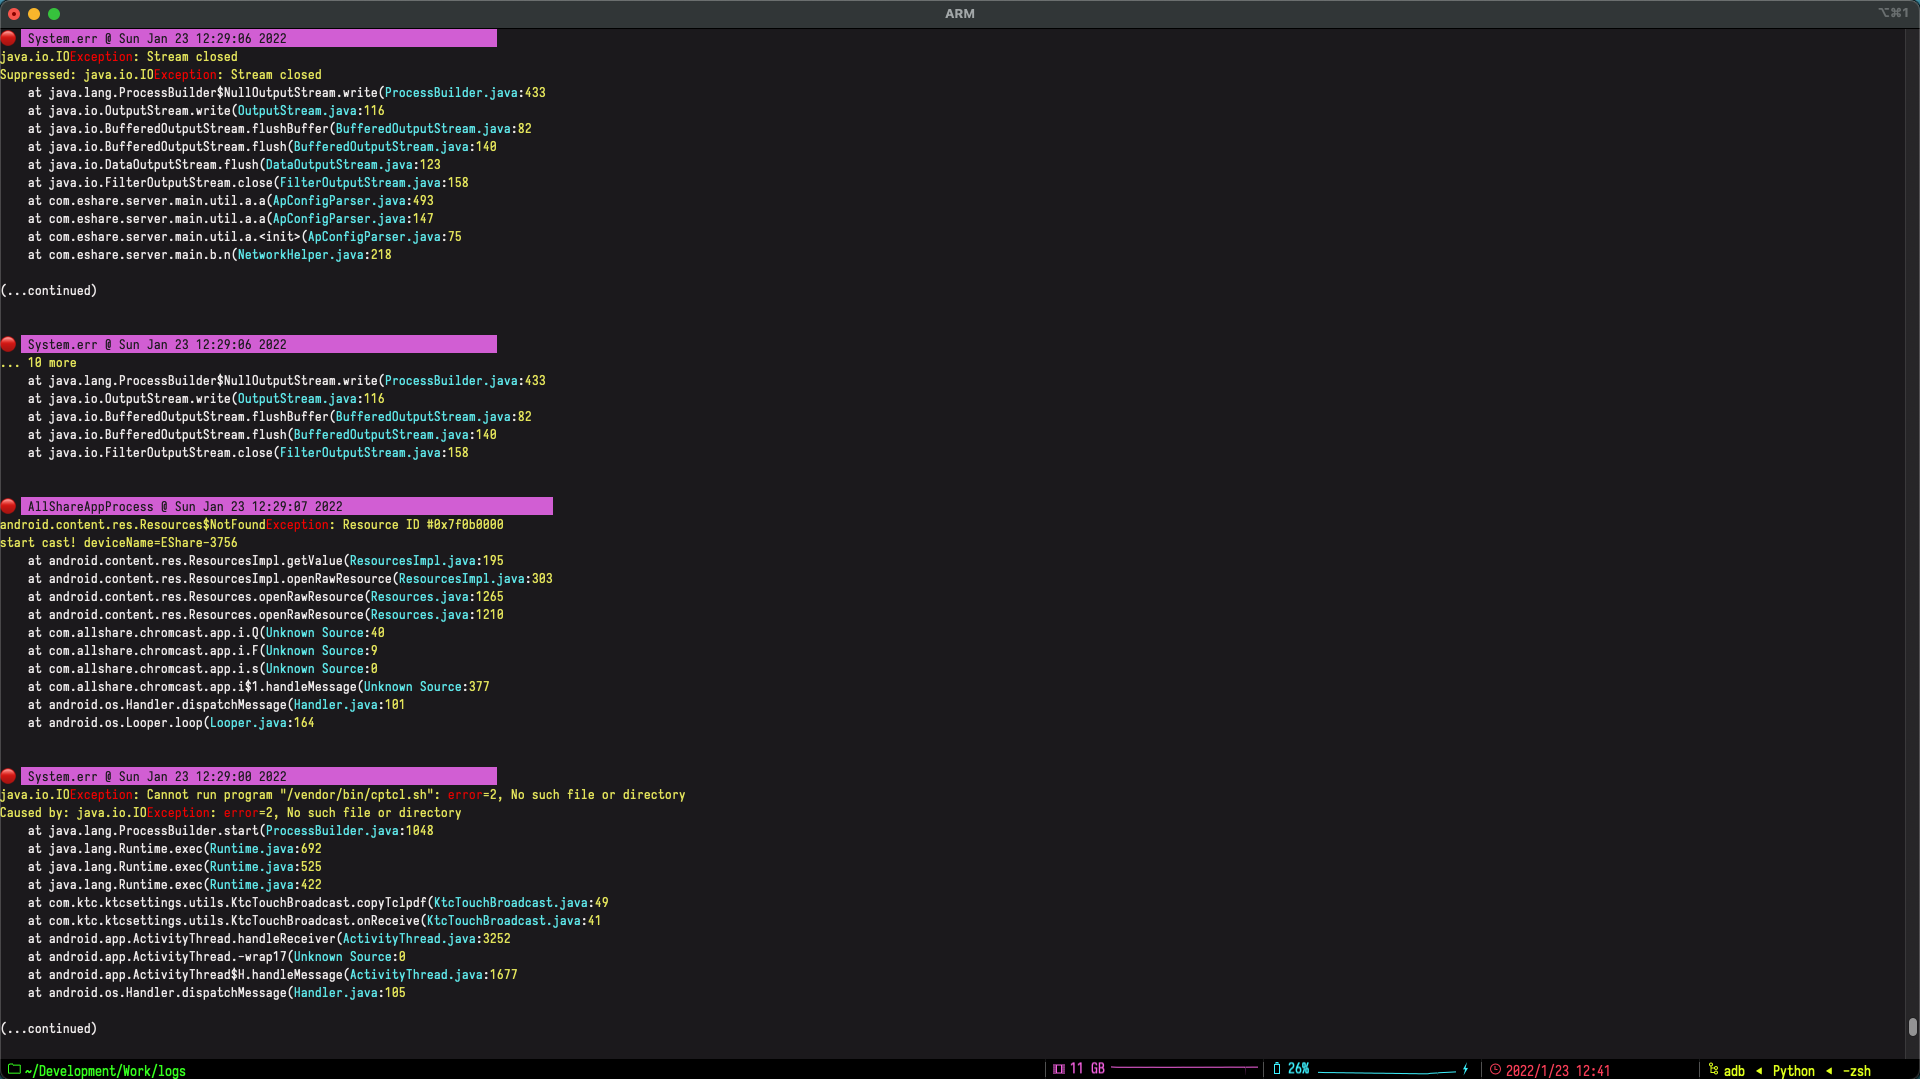 ARM
⌥⌘1
System.err @ Sun Jan 23 12:29:06 2022
java.io.IOException: Stream closed
Suppressed: java.io.IOException: Stream closed
at java.lang.ProcessBuilder$NullOutputStream.write(ProcessBuilder.java:433
at java.io.OutputStream.write(OutputStream.java:116
at java.io.BufferedOutputStream.flushBuffer(BufferedOutputStream.java:82
at java.io.BufferedOutputStream.flush(BufferedOutputStream.java:140
at java.io.DataOutputStream.flush(DataOutputStream.java:123
at java.io.FilterOutputStream.close(FilterOutputStream.java:158
at com.eshare.server.main.util.a.a(ApConfigParser.java:493
at com.eshare.server.main.util.a.a(ApConfigParser.java:147
at com.eshare.server.main.util.a.<init>(ApConfigParser.java:75
at com.eshare.server.main.b.n(NetworkHelper.java:218
(...continued)
System.err @ Sun Jan 23 12:29:06 2022
... 10 more
at java.lang.ProcessBuilder$NullOutputStream.write(ProcessBuilder.java:433
at java.io.OutputStream.write(OutputStream.java:116
at java.io.BufferedOutputStream.flushBuffer(BufferedOutputStream.java:82
at java.io.BufferedOutputStream.flush(BufferedOutputStream.java:140
at java.io.FilterOutputStream.close(FilterOutputStream.java:158
AllShareAppProcess @ Sun Jan 23 12:29:07 2022
android.content.res.Resources$NotFoundException: Resource ID #0x7f0b0000
start cast! deviceName=EShare-3756
at android.content.res.ResourcesImpl.getValue(ResourcesImpl.java:195
at android.content.res.ResourcesImpl.openRawResource(ResourcesImpl.java:303
at android.content.res.Resources.openRawResource(Resources.java:1265
at android.content.res.Resources.openRawResource(Resources.java:1210
at com.allshare.chromcast.app.i.Q(Unknown Source:40
at com.allshare.chromcast.app.i.F(Unknown Source:9
at com.allshare.chromcast.app.i.s(Unknown Source:0
at com.allshare.chromcast.app.i$1.handleMessage(Unknown Source:377
at android.os.Handler.dispatchMessage(Handler.java:101
at android.os.Looper.loop(Looper.java:164
System.err @ Sun Jan 23 12:29:00 2022
java.io.IOException: Cannot run program "/vendor/bin/cptcl.sh": error=2, No such file or directory
Caused by: java.io.IOException: error=2, No such file or directory
at java.lang.ProcessBuilder.start(ProcessBuilder.java:1048
at java.lang.Runtime.exec(Runtime.java:692
at java.lang.Runtime.exec(Runtime.java:525
at java.lang.Runtime.exec(Runtime.java:422
at com.ktc.ktcsettings.utils.KtcTouchBroadcast.copyTclpdf(KtcTouchBroadcast.java:49
at com.ktc.ktcsettings.utils.KtcTouchBroadcast.onReceive(KtcTouchBroadcast.java:41
at android.app.ActivityThread.handleReceiver(ActivityThread.java:3252
at android.app.ActivityThread.-wrap17(Unknown Source:0
at android.app.ActivityThread$H.handleMessage(ActivityThread.java:1677
at android.os.Handler.dispatchMessage(Handler.java:105
(...continued)
~/Development/Work/logs
11 GB
26%
2022/1/23 12:41
adb ◂ Python ◂ -zsh